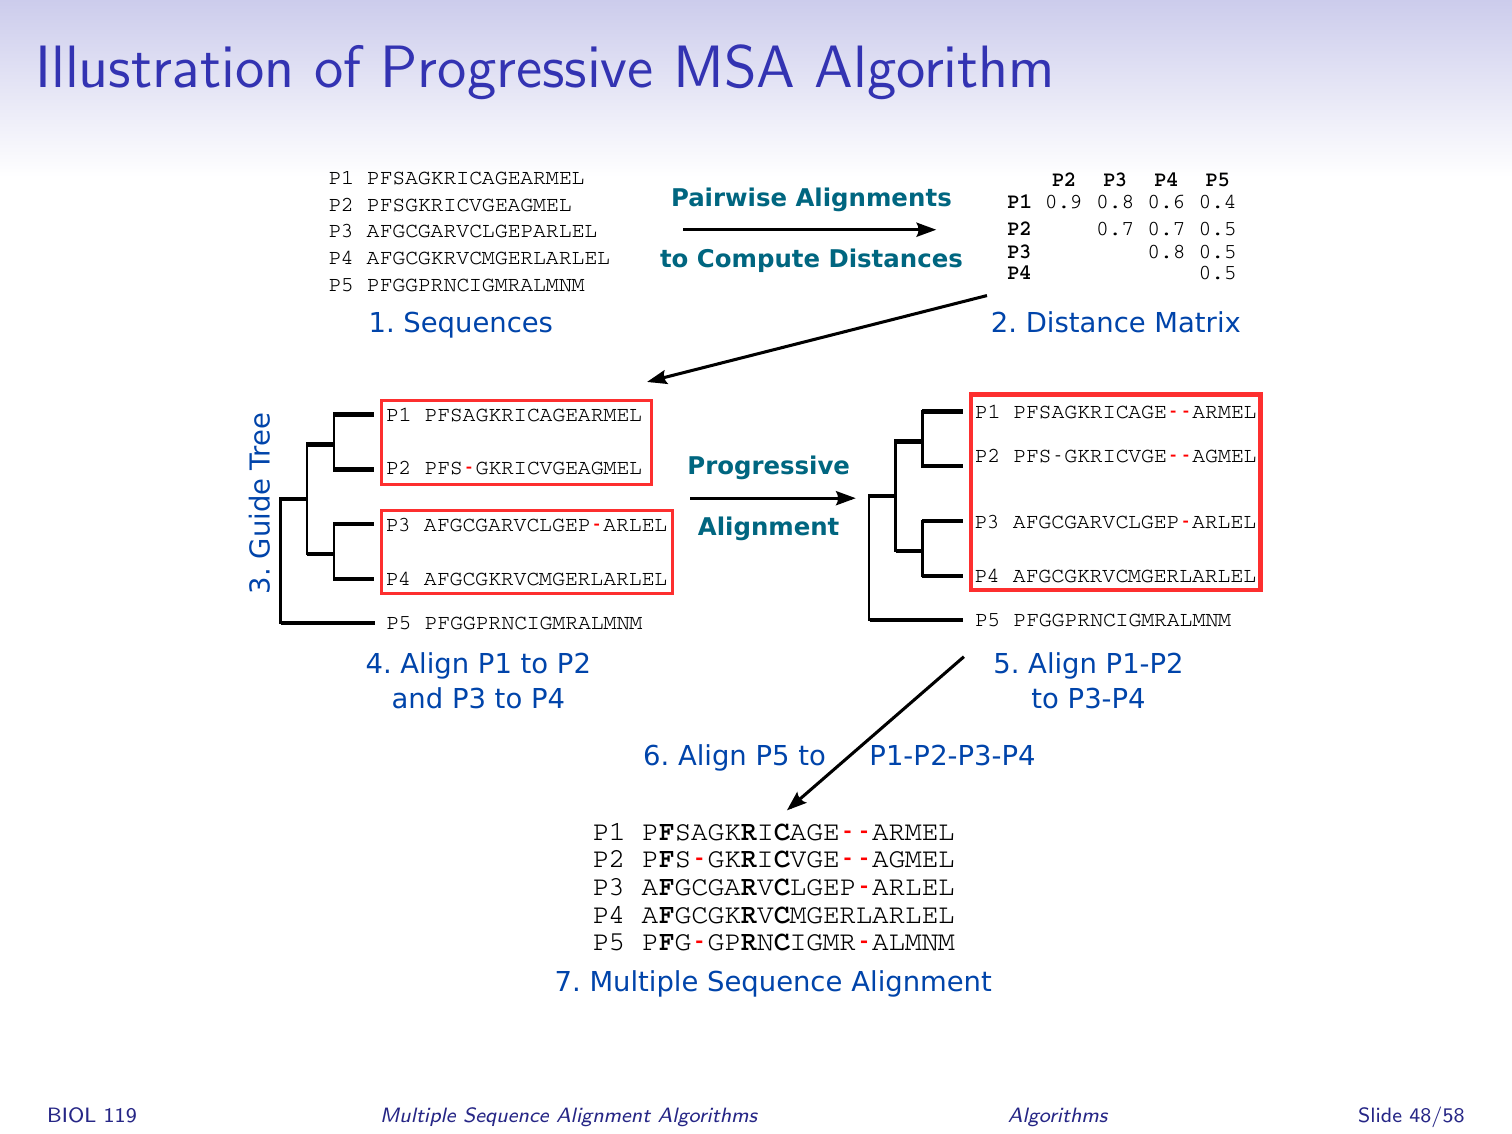 Illustration of Progressive MSA Algorithm
P1 PFSAGKRICAGEARMEL
P2 PFSGKRICVGEAGMEL
P3 AFGCGARVCLGEPARLEL
P4 AFGCGKRVCMGERLARLEL
P5 PFGGPRNCIGMRALMNM
1. Sequences
Pairwise Alignments
to Compute Distances
P2 P3 P4 P5
P1 0.9 0.8 0.6 0.4
P2 0.7 0.7 0.5
P3 0.8 0.5
P4 0.5
2. Distance Matrix
3. Guide Tree
P1 PFSAGKRICAGEARMEL
P2 PFS-GKRICVGEAGMEL
P3 AFGCGARVCLGEP-ARLEL
P4 AFGCGKRVCMGERLARLEL
P5 PFGGPRNCIGMRALMNM
4. Align P1 to P2
and P3 to P4
Progressive
Alignment
P1 PFSAGKRICAGE--ARMEL
P2 PFS-GKRICVGE--AGMEL
P3 AFGCGARVCLGEP-ARLEL
P4 AFGCGKRVCMGERLARLEL
P5 PFGGPRNCIGMRALMNM
5. Align P1-P2
to P3-P4
6. Align P5 to P1-P2-P3-P4
P1 PFSAGKRICAGE--ARMEL
P2 PFS-GKRICVGE--AGMEL
P3 AFGCGARVCLGEP-ARLEL
P4 AFGCGKRVCMGERLARLEL
P5 PFG-GPRNCIGMR-ALMNM
7. Multiple Sequence Alignment
BIOL 119 Multiple Sequence Alignment Algorithms Algorithms Slide 48/58